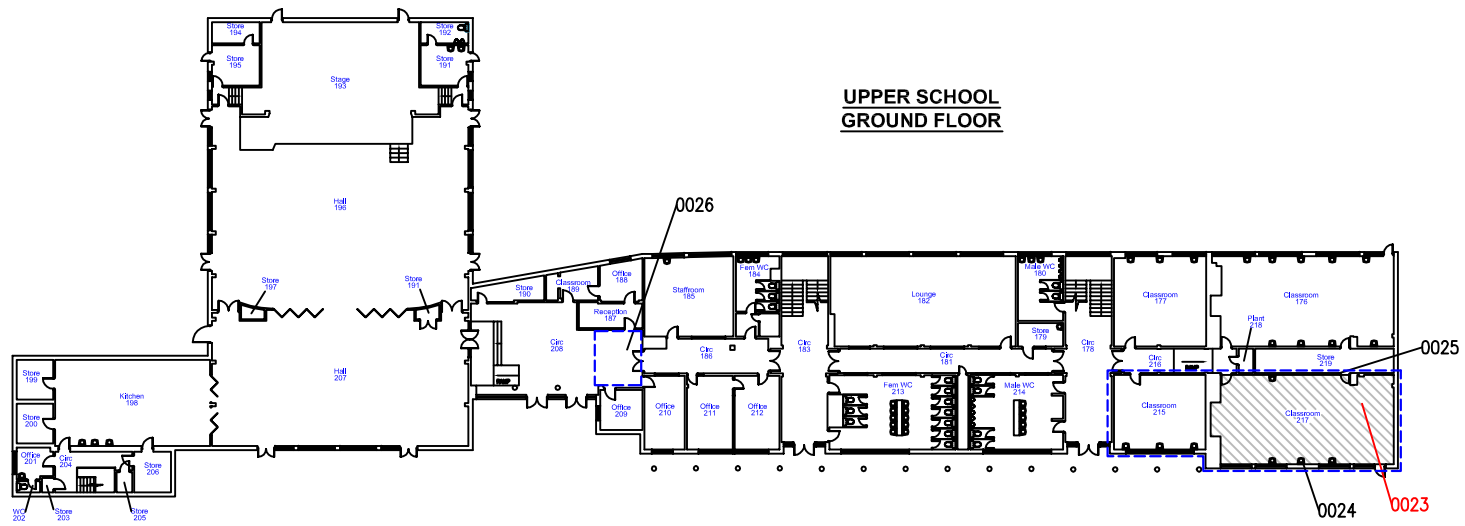 Store
194
Store
192
Store
195
Store
191
Stage
193
UPPER SCHOOL
GROUND FLOOR
Hall
196
0026
Store
197
Store
191
Store
190
Classroom
189
Office
188
Reception
187
Staffroom
185
Fem WC
184
Lounge
182
Male WC
180
Store
179
Classroom
177
Classroom
176
Plant
218
Circ
208
Circ
186
Circ
183
Circ
181
Circ
178
Circ
216
Store
219
0025
RAMP
RAMP
Hall
207
Store
199
Kitchen
198
Store
200
Office
209
Office
210
Office
211
Office
212
Fem WC
213
Male WC
214
Classroom
215
Classroom
217
Office
201
Circ
204
Store
206
WC
202
Store
203
Store
205
0024
0023